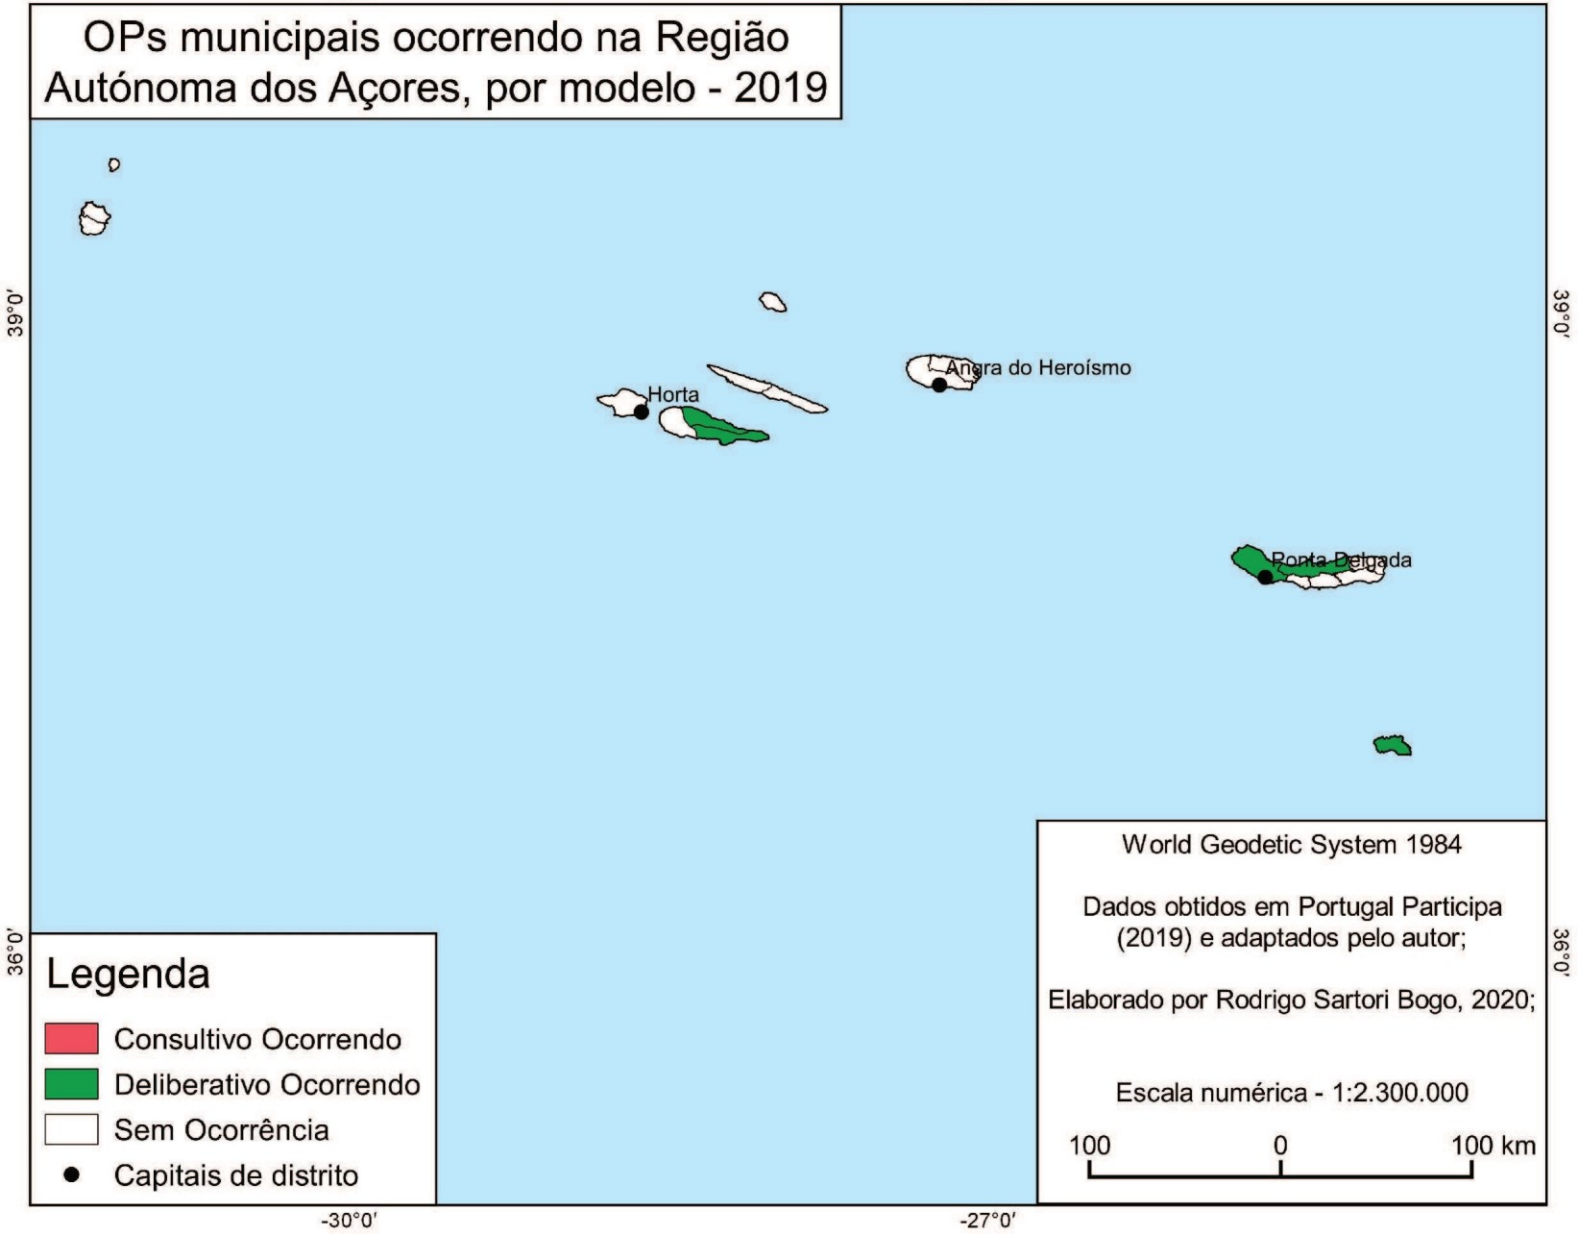 OPs municipais ocorrendo na Região
Autónoma dos Açores, por modelo - 2019
39°0'
39°0'
Angra do Heroísmo
Horta
Ponta Delgada
36°0'
36°0'
Legenda
Consultivo Ocorrendo
Deliberativo Ocorrendo
Sem Ocorrência
Capitais de distrito
World Geodetic System 1984
Dados obtidos em Portugal Participa
(2019) e adaptados pelo autor;
Elaborado por Rodrigo Sartori Bogo, 2020;
Escala numérica - 1:2.300.000
100 0 100 km
-30°0'
-27°0'